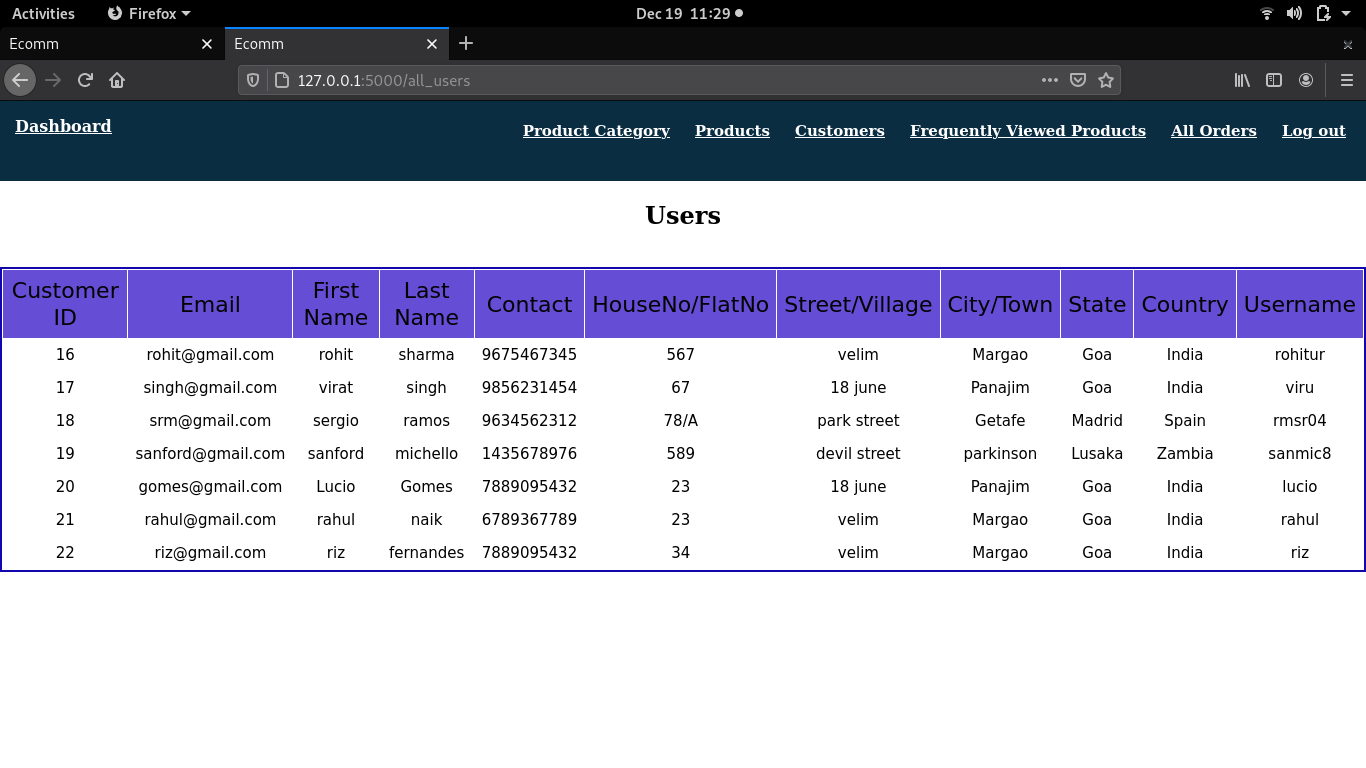 Activities Firefox Dec 19 11:29
Ecomm Ecomm
127.0.0.1:5000/all_users
Dashboard Product Category Products Customers Frequently Viewed Products All Orders Log out
Users
Customer ID Email First Name Last Name Contact HouseNo/FlatNo Street/Village City/Town State Country Username
16 rohit@gmail.com rohit sharma 9675467345 567 velim Margao Goa India rohitur
17 singh@gmail.com virat singh 9856231454 67 18 june Panajim Goa India viru
18 srm@gmail.com sergio ramos 9634562312 78/A park street Getafe Madrid Spain rmsr04
19 sanford@gmail.com sanford michello 1435678976 589 devil street parkinson Lusaka Zambia sanmic8
20 gomes@gmail.com Lucio Gomes 7889095432 23 18 june Panajim Goa India lucio
21 rahul@gmail.com rahul naik 6789367789 23 velim Margao Goa India rahul
22 riz@gmail.com riz fernandes 7889095432 34 velim Margao Goa India riz